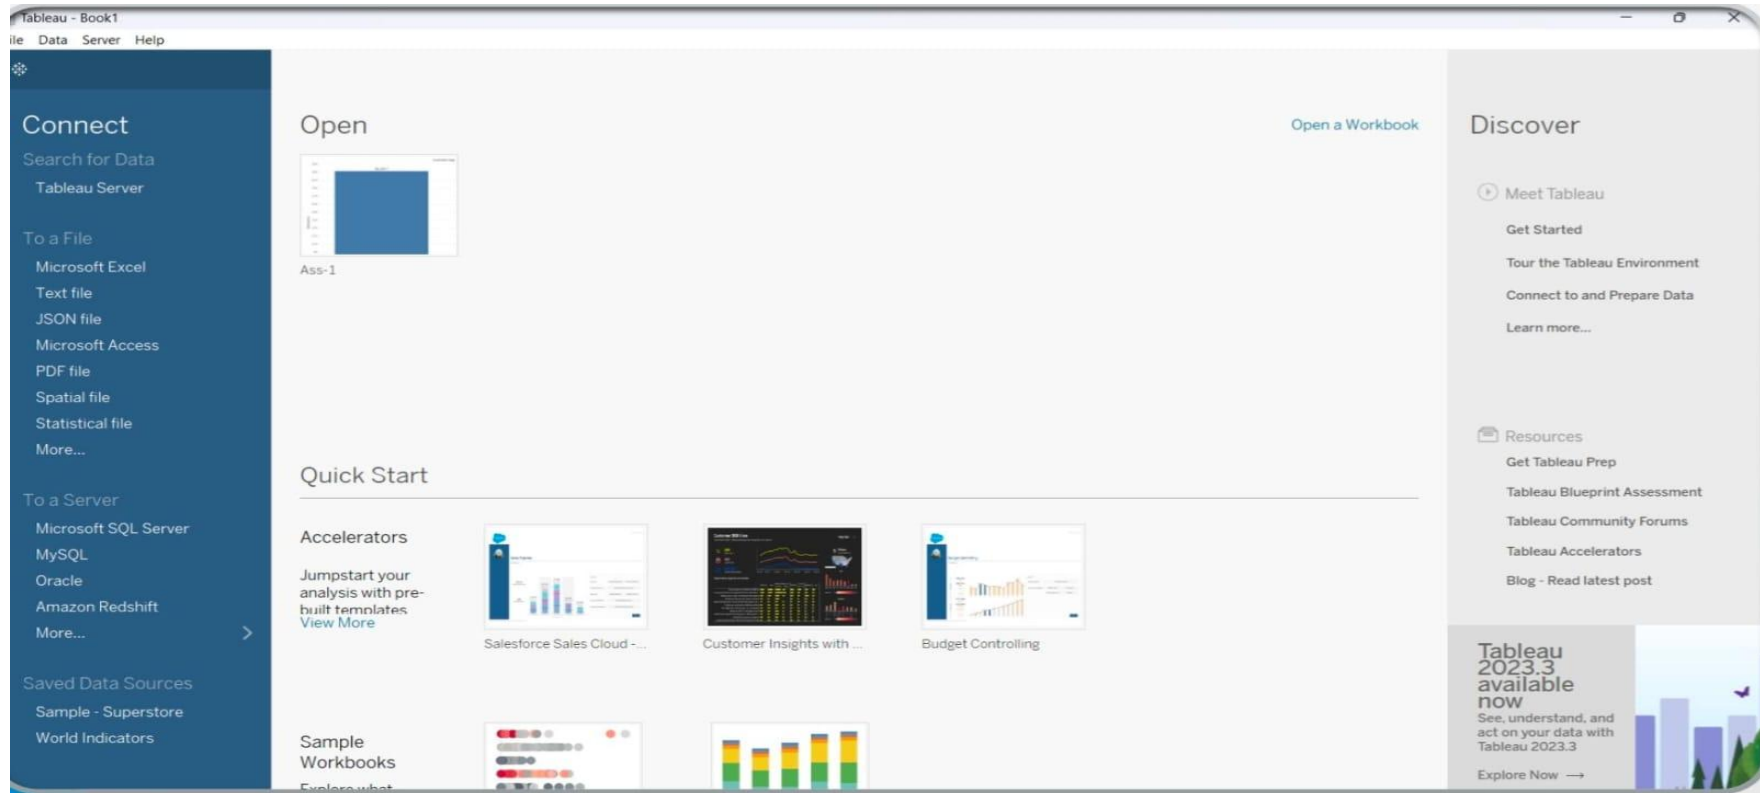 Tableau - Book1
ile Data Server Help
Connect
Search for Data
Tableau Server
To a File
Microsoft Excel
Text file
JSON file
Microsoft Access
PDF file
Spatial file
Statistical file
More...
To a Server
Microsoft SQL Server
MySQL
Oracle
Amazon Redshift
More...
Saved Data Sources
Sample - Superstore
World Indicators
Open
Open a Workbook
Ass-1
Quick Start
Accelerators
Jumpstart your
analysis with pre-
built templates
View More
Salesforce Sales Cloud -...
Customer Insights with ...
Budget Controlling
Sample
Workbooks
Explore what
Discover
Meet Tableau
Get Started
Tour the Tableau Environment
Connect to and Prepare Data
Learn more...
Resources
Get Tableau Prep
Tableau Blueprint Assessment
Tableau Community Forums
Tableau Accelerators
Blog - Read latest post
Tableau
2023.3
available
now
See, understand, and
act on your data with
Tableau 2023.3
Explore Now →